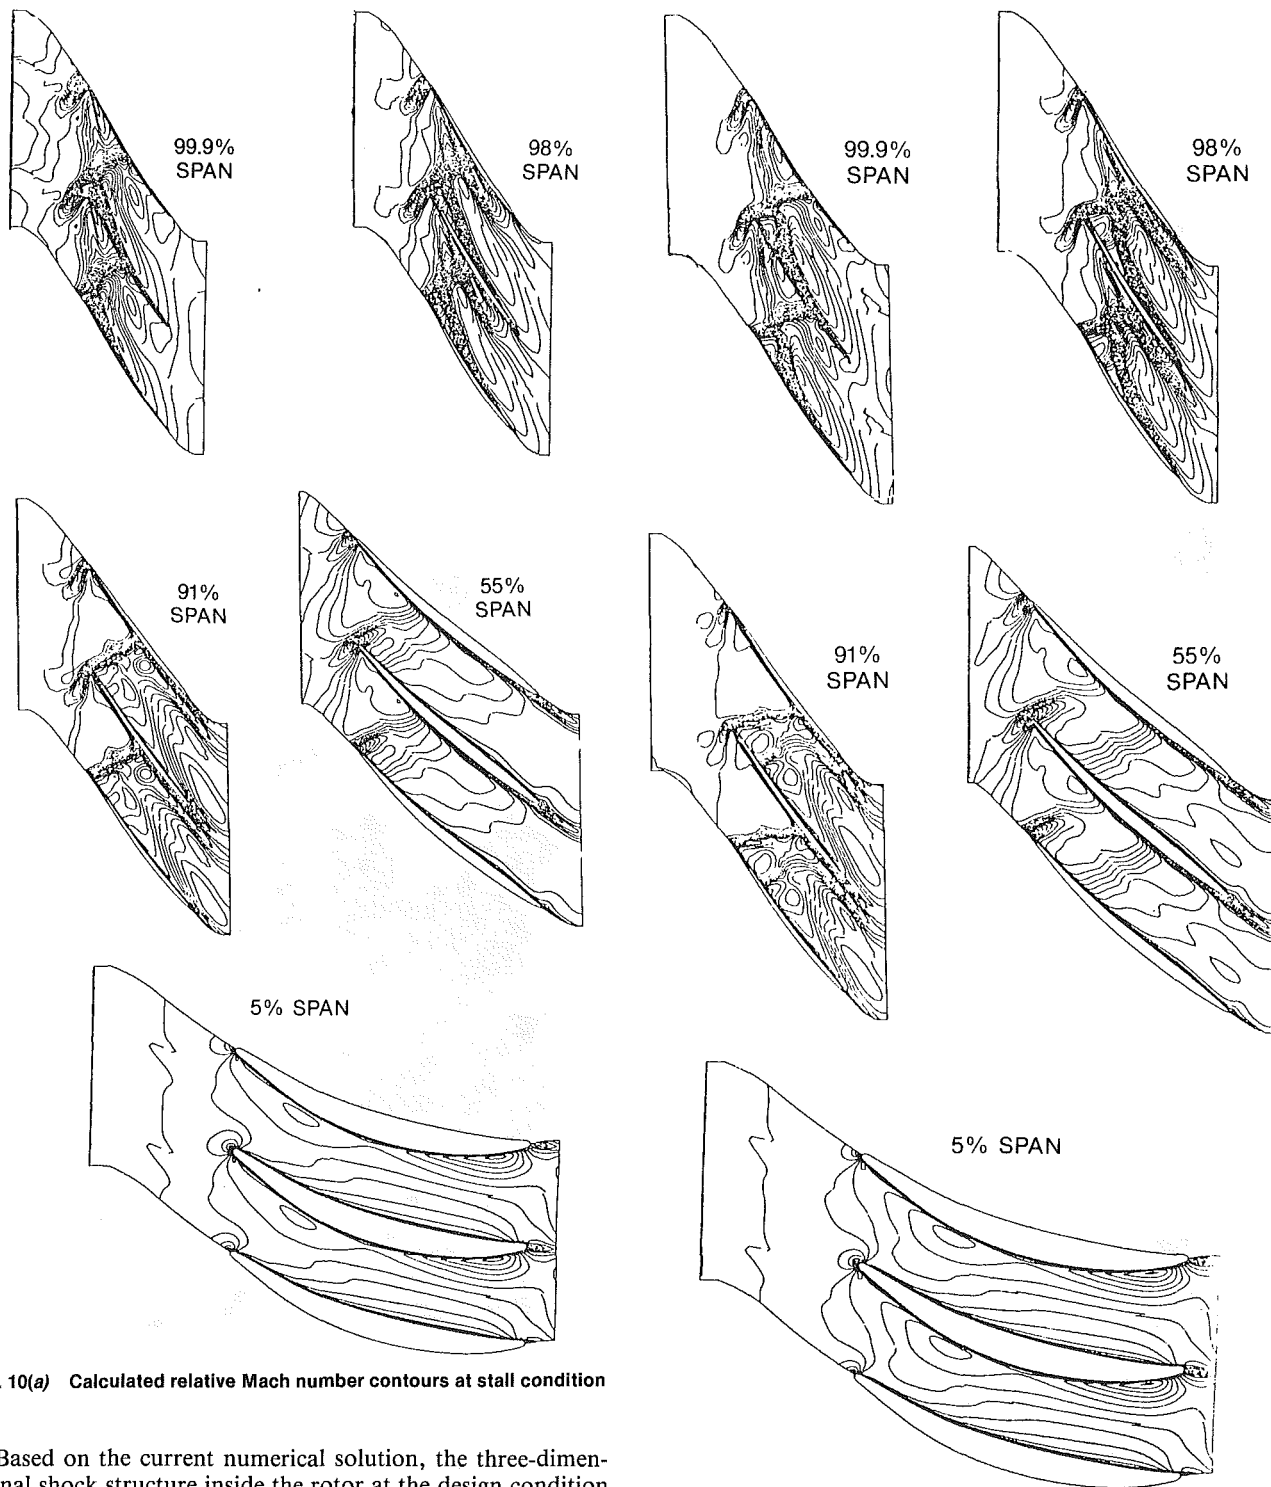 99.9%
SPAN
98%
SPAN
99.9%
SPAN
98%
SPAN
91%
SPAN
55%
SPAN
91%
SPAN
55%
SPAN
5% SPAN
5% SPAN
. 10(a) Calculated relative Mach number contours at stall condition
Based on the current numerical solution, the three-dimen-
nal shock structure inside the rotor at the design condition